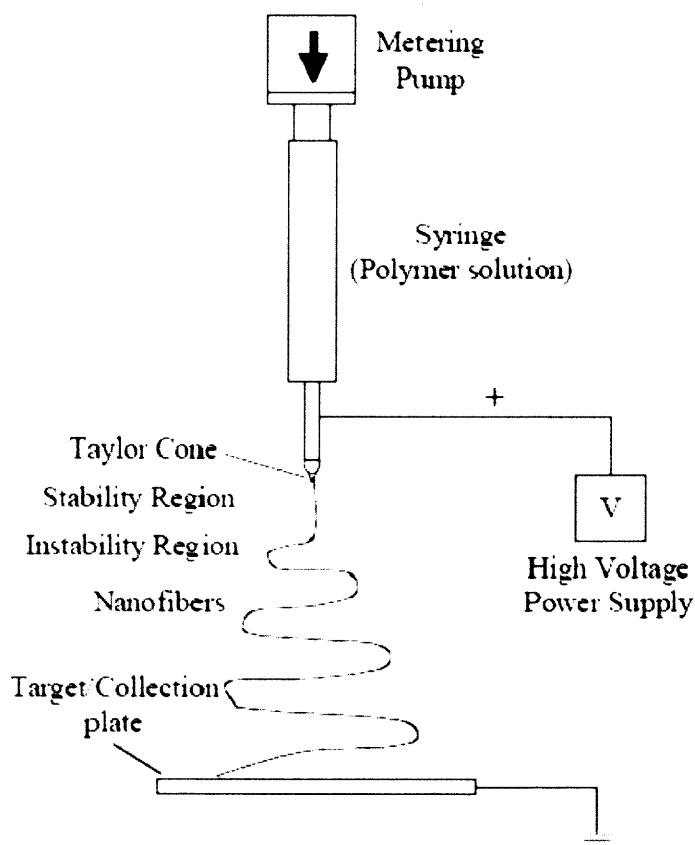 Metering
Pump
Syringe
(Polymer solution)
+
Taylor Cone
Stability Region
V
Instability Region
High Voltage
Power Supply
Nanofibers
Target/Collection
plate